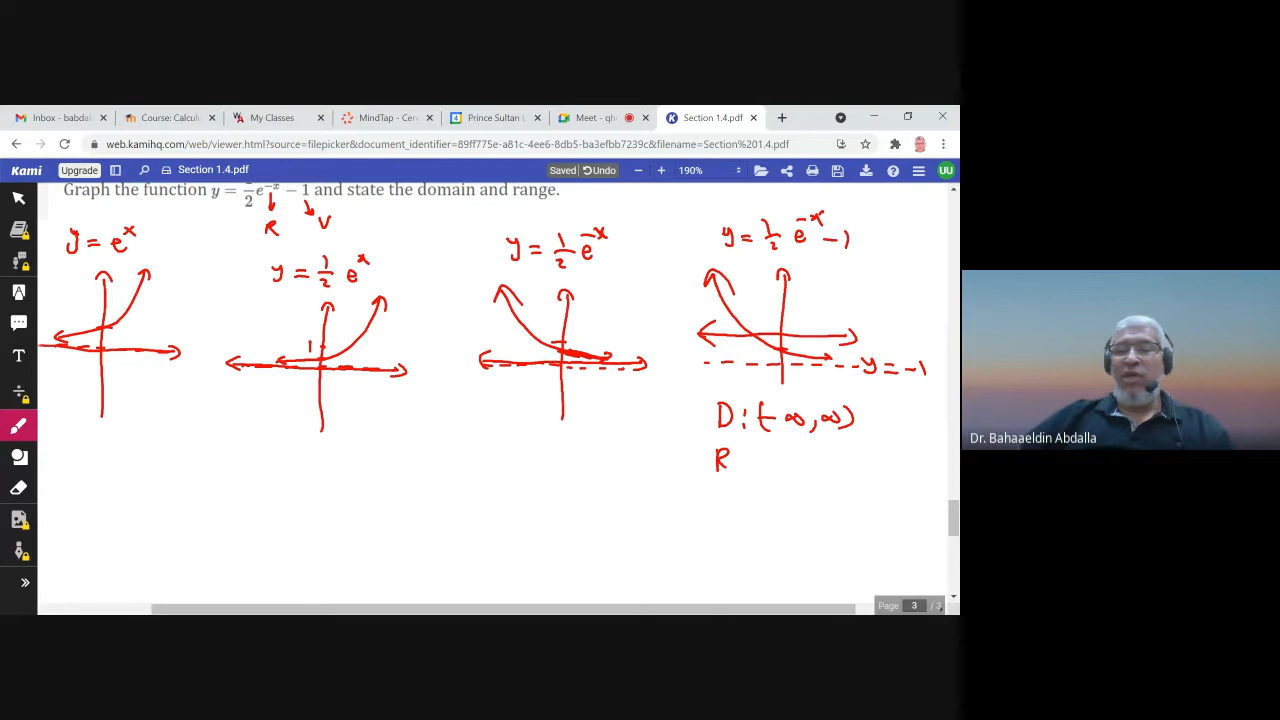 Inbox - babdal
Course: Calcul
My Classes
MindTap - Cen
Prince Sultan
Meet - qh
Section 1.4.pdf
web.kamihq.com/web/viewer.html?source=filepicker&document_identifier=89ff775e-a81c-4ee6-8db5-ba3efbb7239c&filename=Section%201.4.pdf
Kami Upgrade Section 1.4.pdf Saved Undo 190% UU
Graph the function y = 1/2 e^{-x} − 1 and state the domain and range.
R V
y = e^x
y = 1/2 e^x
1
y = 1/2 e^{-x}
y = 1/2 e^{-x} - 1
y = -1
D: (-∞, ∞)
R
Dr. Bahaaeldin Abdalla
Page 3 / 3